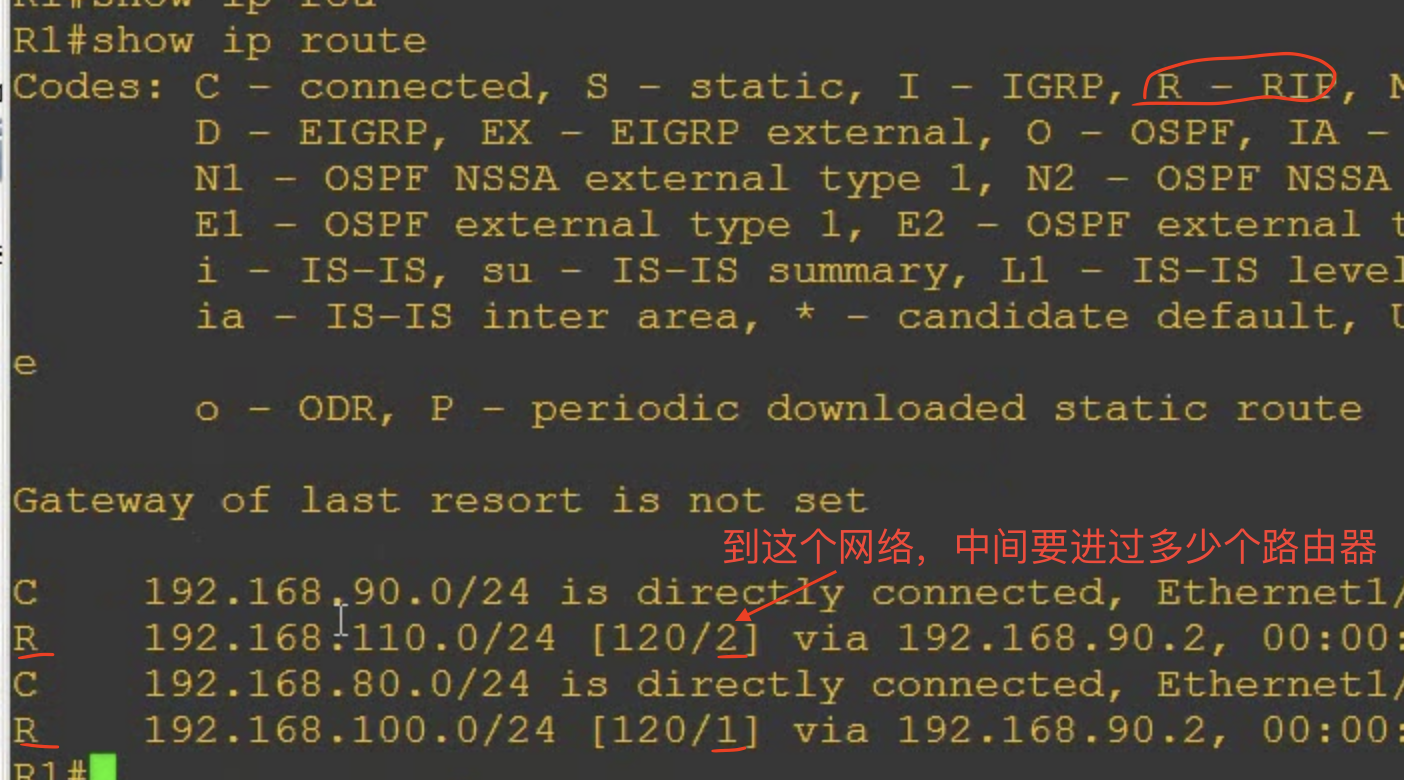 R1#show ip rou
R1#show ip route
Codes: C - connected, S - static, I - IGRP, R - RIP,
D - EIGRP, EX - EIGRP external, O - OSPF, IA -
N1 - OSPF NSSA external type 1, N2 - OSPF NSSA
E1 - OSPF external type 1, E2 - OSPF external
i - IS-IS, su - IS-IS summary, L1 - IS-IS level
ia - IS-IS inter area, * - candidate default,
e
o - ODR, P - periodic downloaded static route
Gateway of last resort is not set
到这个网络，中间要进过多少个路由器
C 192.168.90.0/24 is directly connected, Ethernet1/
R 192.168.110.0/24 [120/2] via 192.168.90.2, 00:00:
C 192.168.80.0/24 is directly connected, Ethernet1/
R 192.168.100.0/24 [120/1] via 192.168.90.2, 00:00:
R1#